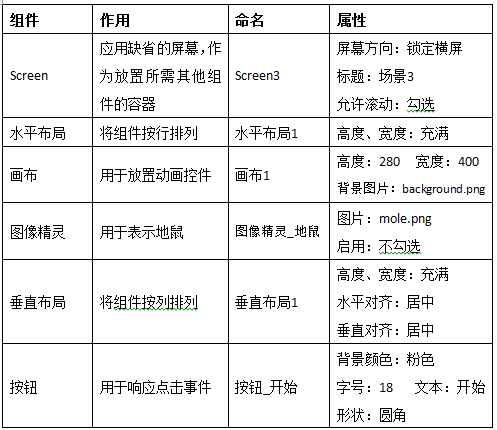 组件 作用 命名 属性
Screen
应用缺省的屏幕，作
为放置所需其他组
件的容器
Screen3
屏幕方向：锁定横屏
标题：场景3
允许滚动：勾选
水平布局 将组件按行排列 水平布局1 高度、宽度：充满
画布 用于放置动画控件 画布1
高度：280 宽度：400
背景图片：background.png
图像精灵 用于表示地鼠 图像精灵_地鼠
图片：mole.png
启用：不勾选
垂直布局 将组件按列排列 垂直布局1
高度、宽度：充满
水平对齐：居中
垂直对齐：居中
按钮 用于响应点击事件 按钮_开始
背景颜色：粉色
字号：18 文本：开始
形状：圆角